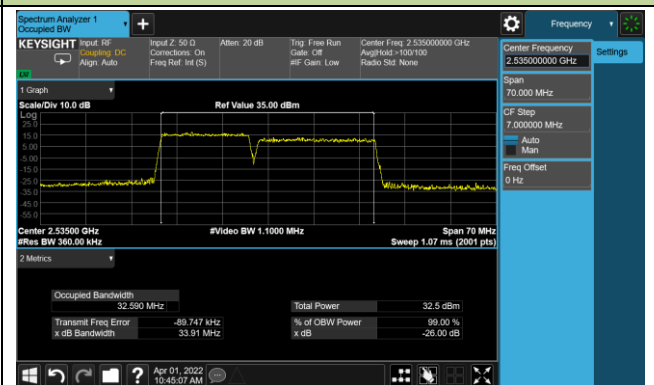 Spectrum Analyzer 1
Occupied BW
Frequency
KEYSIGHT
Input: RF
Coupling: DC
Align: Auto
Input Z: 50 Ω
Corrections: On
Freq Ref: Int (S)
Atten: 20 dB
Trig: Free Run
Gate: Off
#IF Gain: Low
Center Freq: 2.535000000 GHz
Avg|Hold:>100/100
Radio Std: None
LW
Center Frequency
2.535000000 GHz
Settings
Span
70.000 MHz
CF Step
7.000000 MHz
Auto
Man
Freq Offset
0 Hz
1 Graph
Scale/Div 10.0 dB
Ref Value 35.00 dBm
Log
25.0
15.0
5.00
-5.00
-15.0
-25.0
-35.0
-45.0
-55.0
Center 2.53500 GHz
#Video BW 1.1000 MHz
Span 70 MHz
#Res BW 360.00 kHz
Sweep 1.07 ms (2001 pts)
2 Metrics
Occupied Bandwidth
32.590 MHz
Total Power
32.5 dBm
Transmit Freq Error
-89.747 kHz
% of OBW Power
99.00 %
x dB Bandwidth
33.91 MHz
x dB
-26.00 dB
Apr 01, 2022
10:45:07 AM